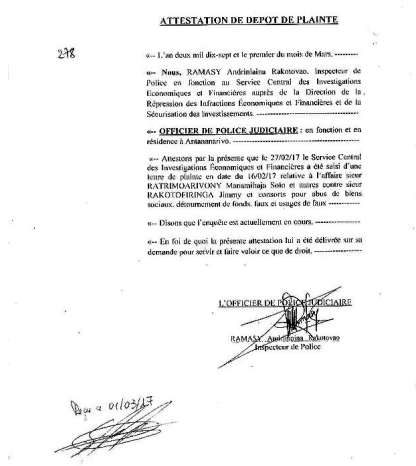 ATTESTATION DE DEPOT DE PLAINTE
278
«-- L'an deux mil dix-sept et le premier du mois de Mars. --------
«-- Nous, RAMASY Andriniaina Rakotovao, Inspecteur de
Police en fonction au Service Central des Investigations
Economiques et Financières auprès de la Direction de la
Répression des Infractions Économiques et Financières et de la
Sécurisation des Investissements. --------------------
«-- OFFICIER DE POLICE JUDICIAIRE : en fonction et en
résidence à Antananarivo. --------------------
«-- Attestons par la présente que le 27/02/17 le Service Central
des Investigations Économiques et Financières a été saisi d'une
lettre de plainte en date du 16/02/17 relative à l'affaire sieur
RATRIMOARIVONY Manamihaja Solo et autres contre sieur
RAKOTOFIRINGA Jimmy et consorts pour abus de biens
sociaux, détournement de fonds, faux et usages de faux ------------
«-- Disons que l'enquête est actuellement en cours. ------------------
«-- En foi de quoi la présente attestation lui a été délivrée sur sa
demande pour servir et faire valoir ce que de droit. ------------------
L'OFFICIER DE POLICE JUDICIAIRE
RAMASY Andriniaina Rakotovao
Inspecteur de Police
01/03/17